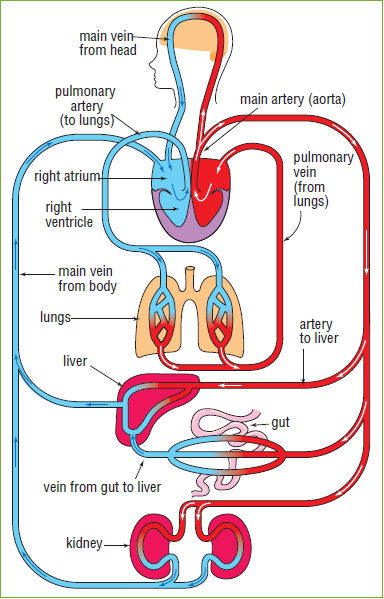 main vein
from head
pulmonary
artery
(to lungs)
main artery (aorta)
pulmonary
vein
(from
lungs)
right atrium
right
ventricle
main vein
from body
lungs
artery
to liver
liver
gut
vein from gut to liver
kidney